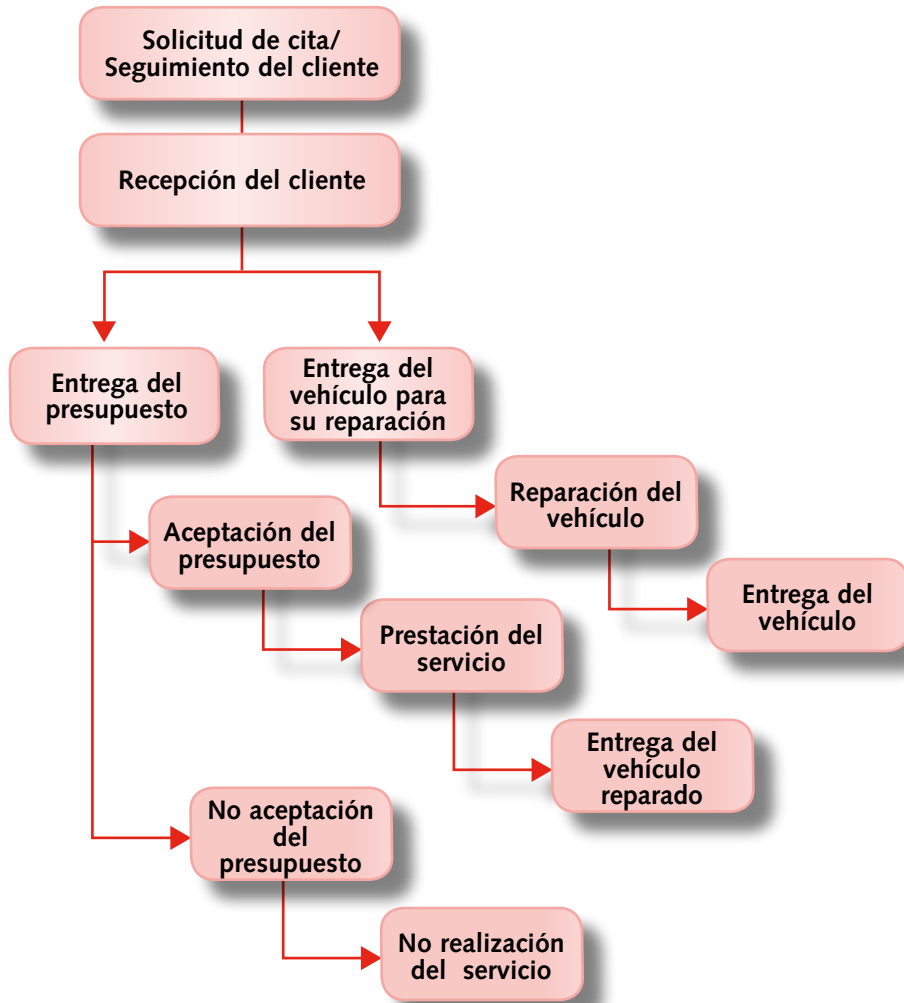 Solicitud de cita/
Seguimiento del cliente
Recepción del cliente
Entrega del
presupuesto
Entrega del
vehículo para
su reparación
Reparación del
vehículo
Entrega del
vehículo
Aceptación del
presupuesto
Prestación del
servicio
Entrega del
vehículo
reparado
No aceptación
del
presupuesto
No realización
del servicio